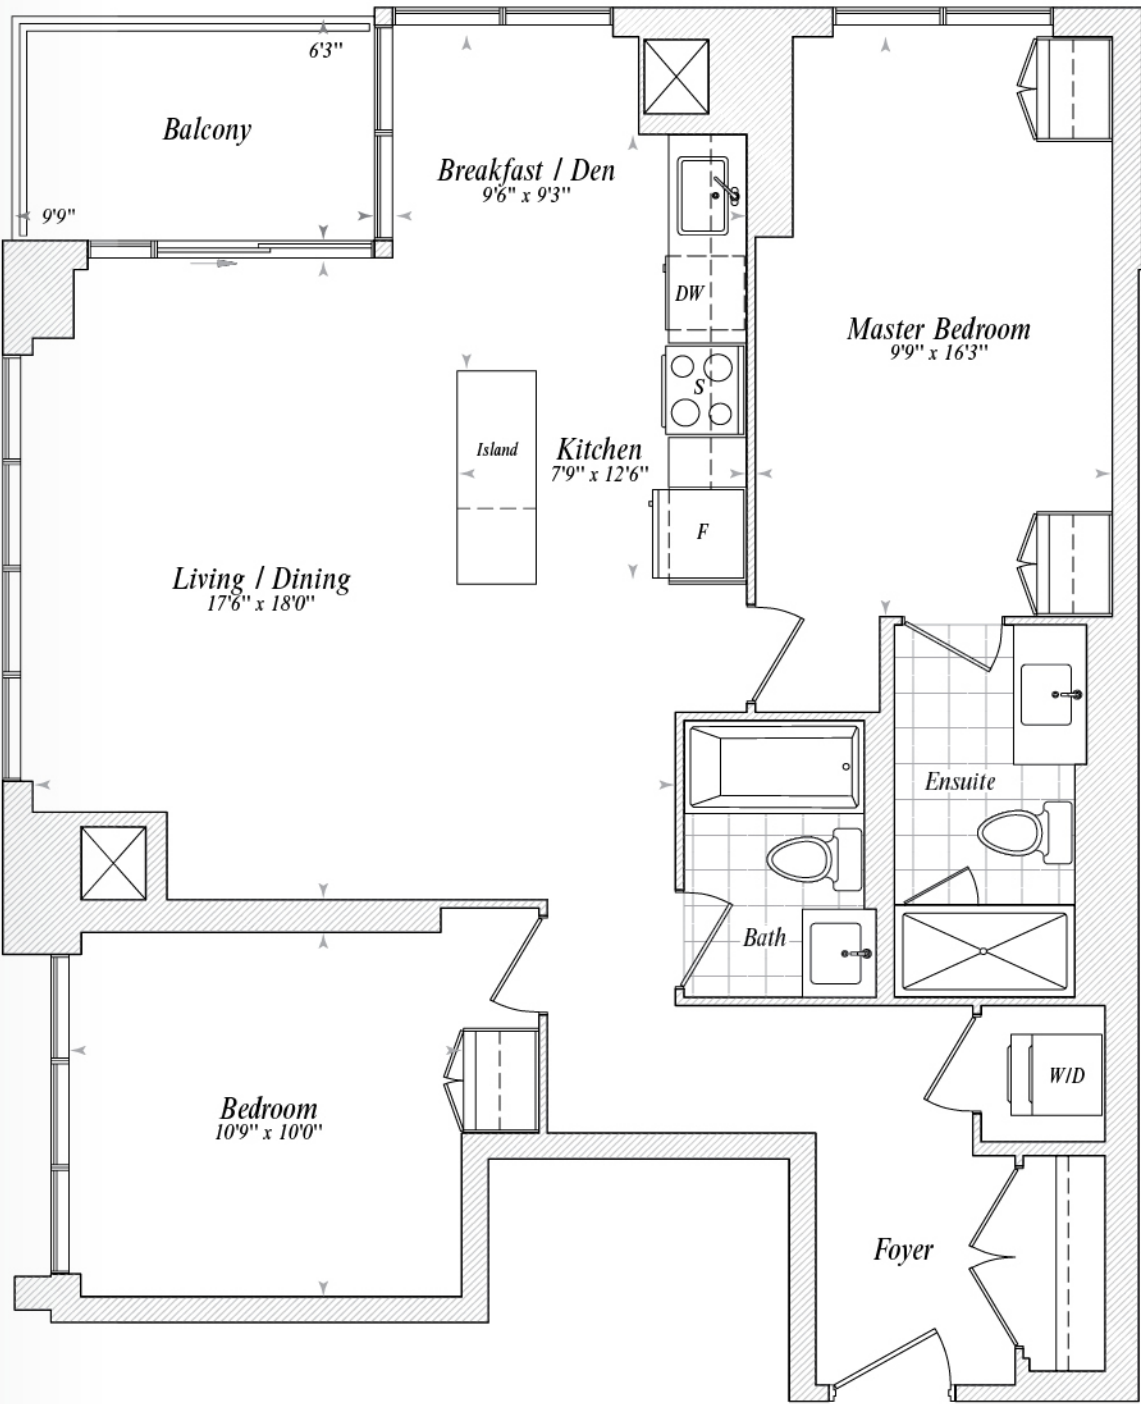 6'3"
Balcony
9'9"
Breakfast / Den
9'6" x 9'3"
DW
Master Bedroom
9'9" x 16'3"
S
Island
Kitchen
7'9" x 12'6"
F
Living / Dining
17'6" x 18'0"
Ensuite
Bath
W/D
Bedroom
10'9" x 10'0"
Foyer